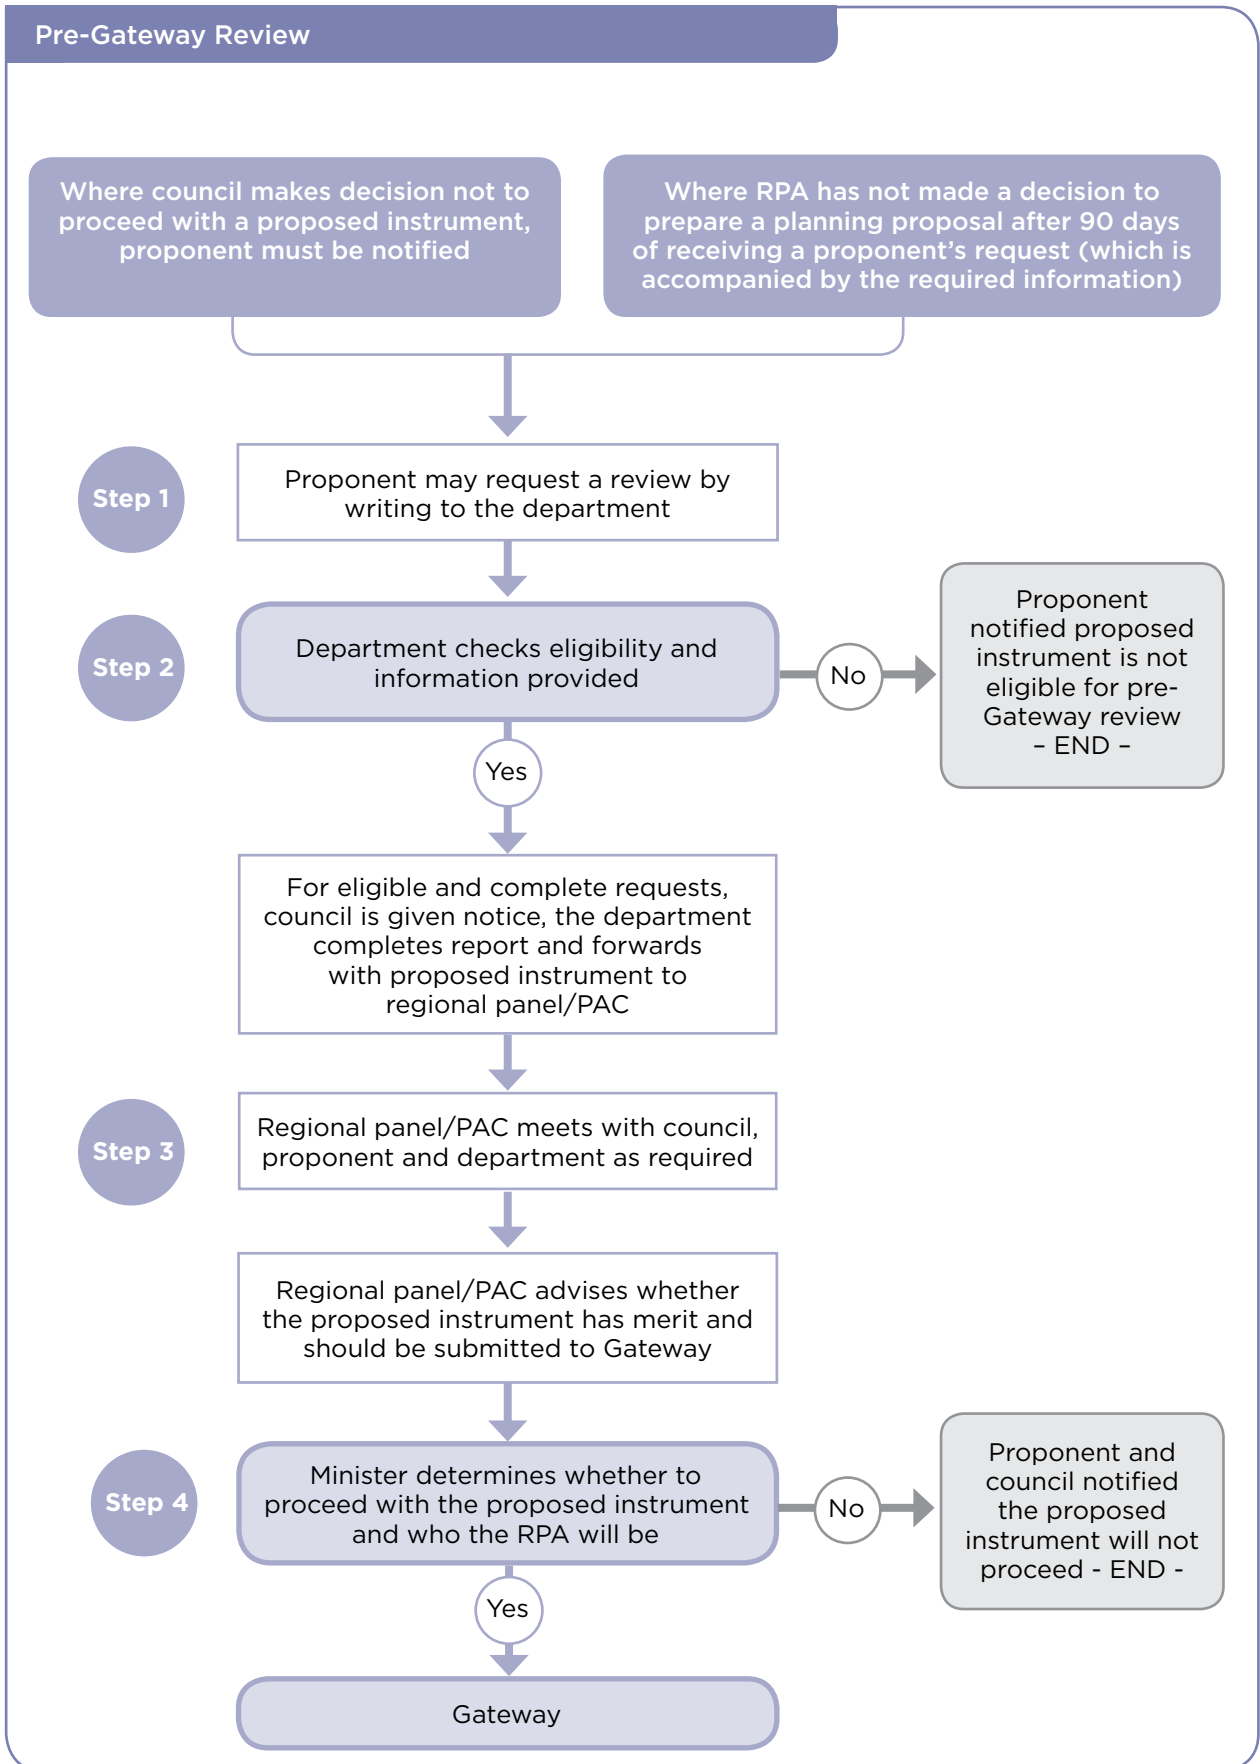 Pre-Gateway Review
Where council makes decision not to
proceed with a proposed instrument,
proponent must be notified
Where RPA has not made a decision to
prepare a planning proposal after 90 days
of receiving a proponent’s request (which is
accompanied by the required information)
Step 1
Proponent may request a review by
writing to the department
Step 2
Department checks eligibility and
information provided
No
Proponent
notified proposed
instrument is not
eligible for pre-
Gateway review
– END –
Yes
For eligible and complete requests,
council is given notice, the department
completes report and forwards
with proposed instrument to
regional panel/PAC
Step 3
Regional panel/PAC meets with council,
proponent and department as required
Regional panel/PAC advises whether
the proposed instrument has merit and
should be submitted to Gateway
Step 4
Minister determines whether to
proceed with the proposed instrument
and who the RPA will be
No
Proponent and
council notified
the proposed
instrument will not
proceed - END -
Yes
Gateway